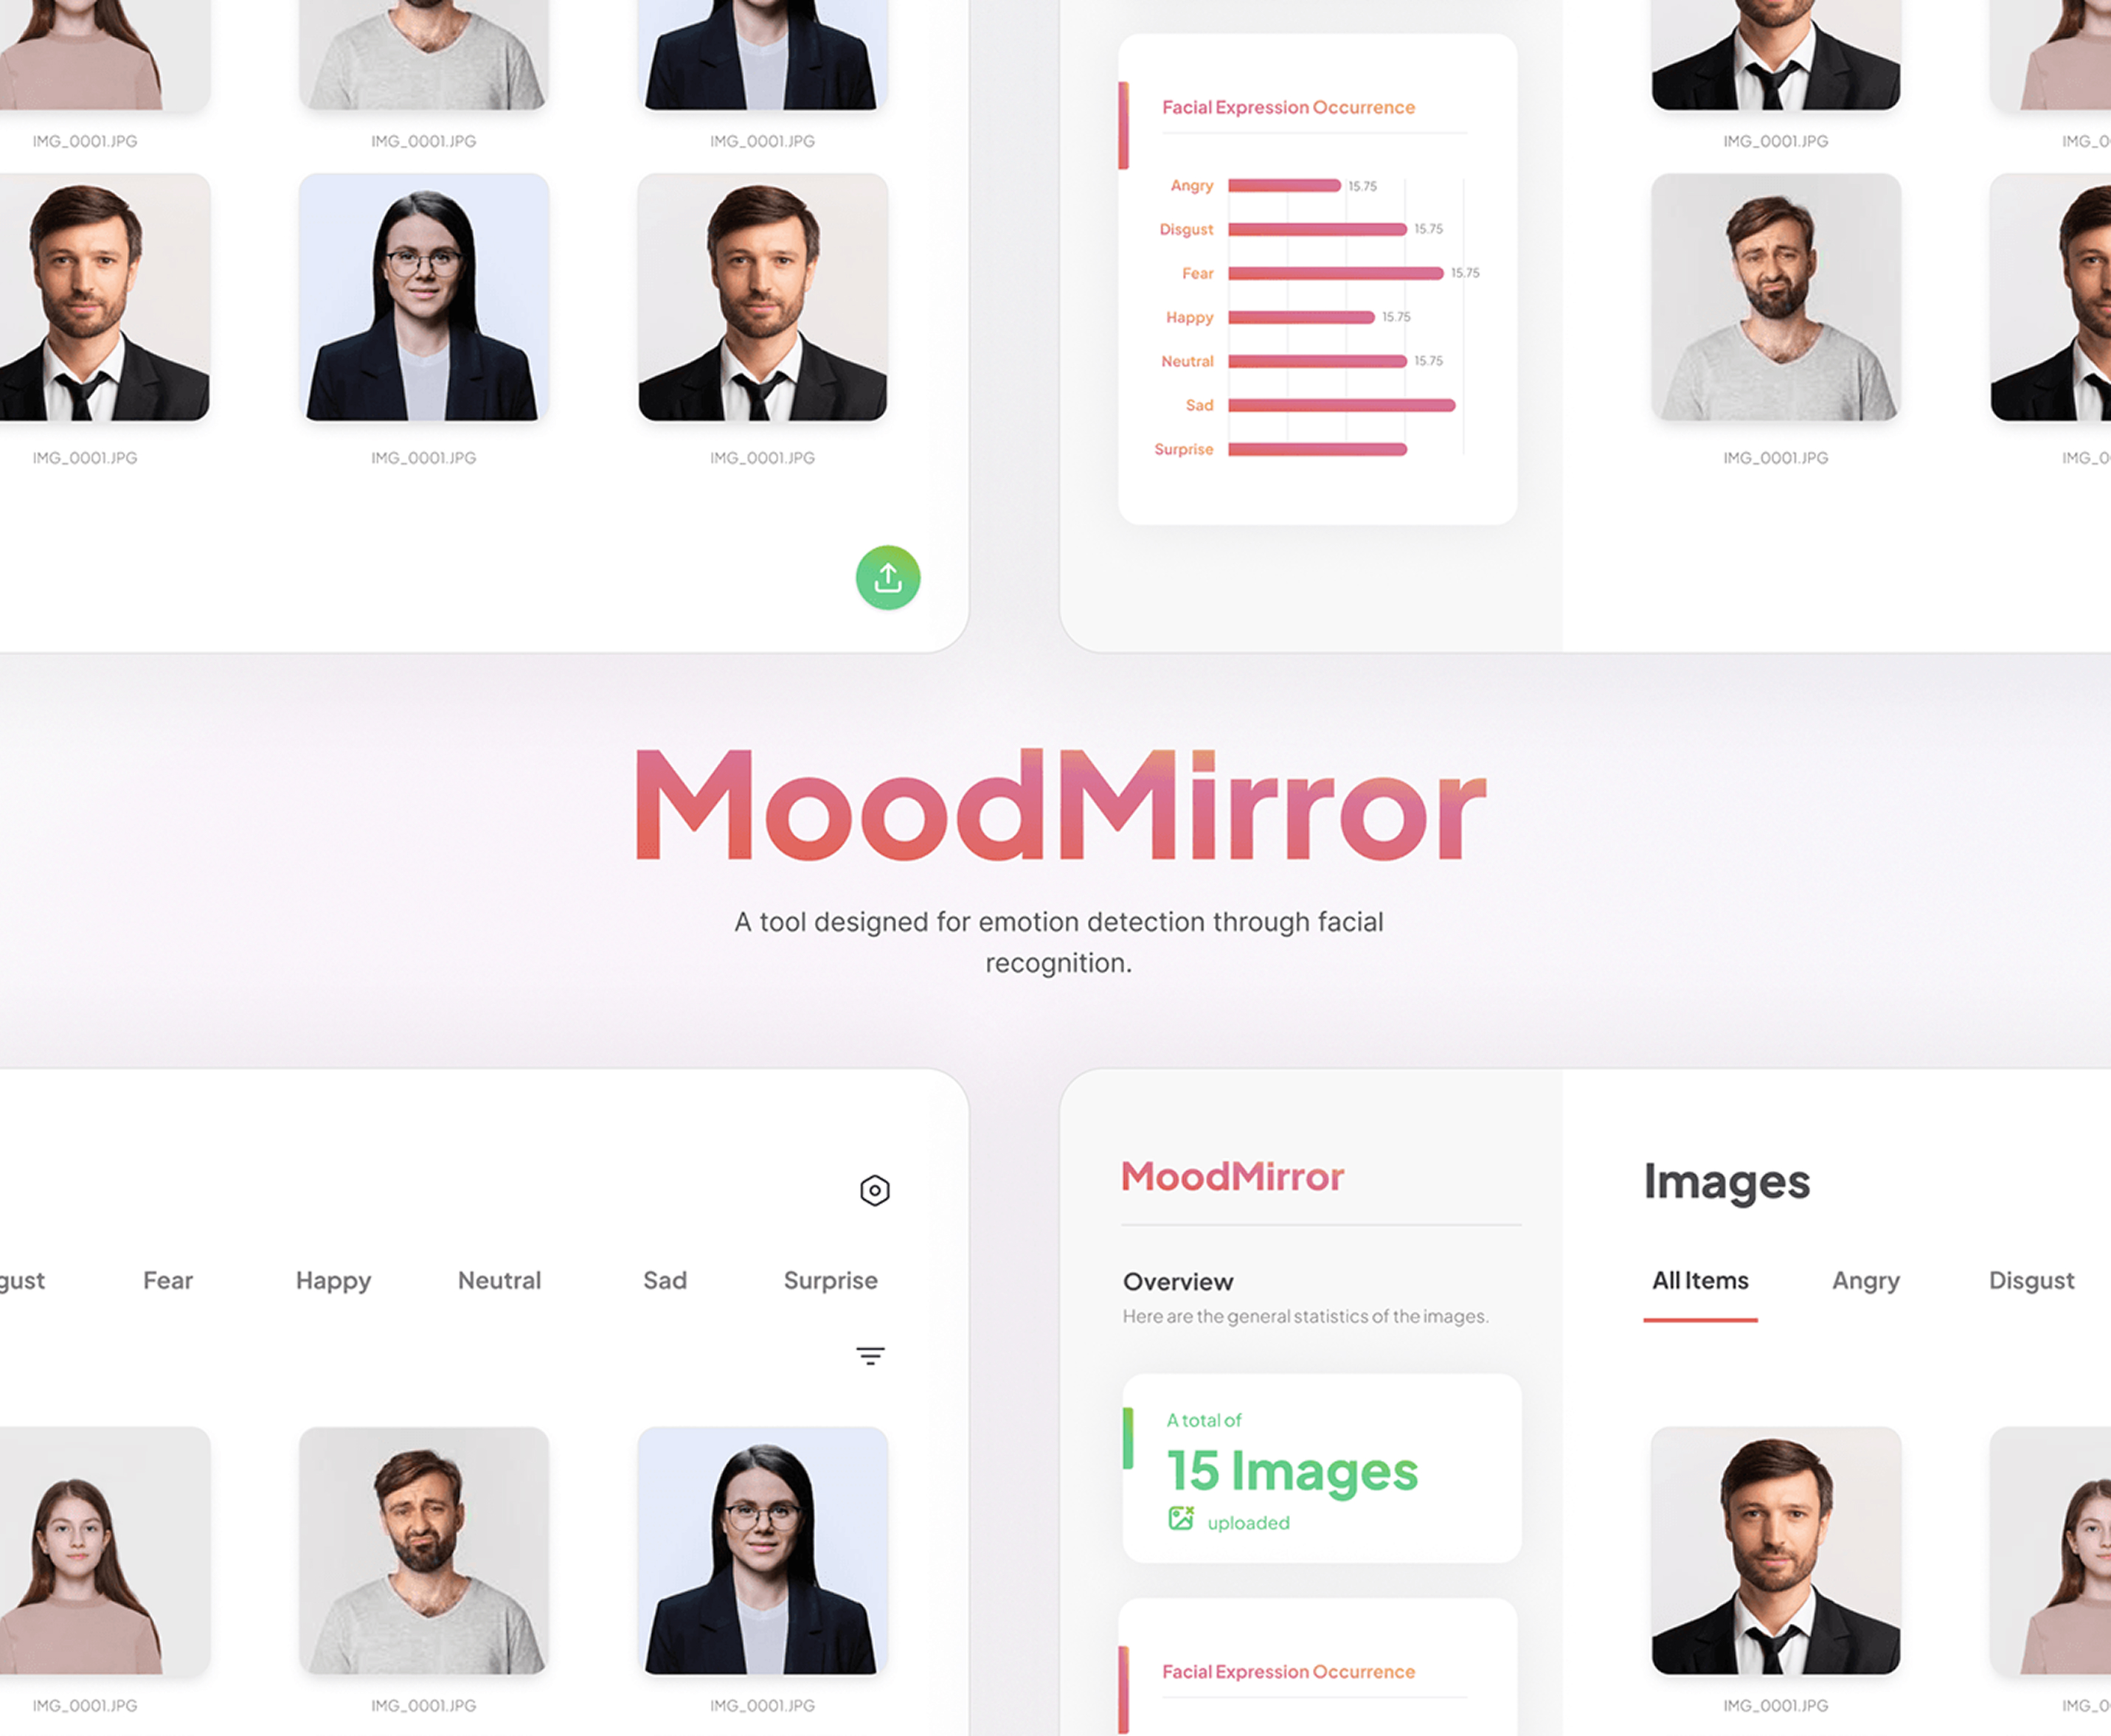 IMG_0001.JPG
IMG_0001.JPG
IMG_0001.JPG
IMG_0001.JPG
IMG_0001.JPG
IMG_0001.JPG
Facial Expression Occurrence
Angry 15.75
Disgust 15.75
Fear 15.75
Happy 15.75
Neutral 15.75
Sad
Surprise
IMG_0001.JPG
IMG_0
IMG_0001.JPG
IMG_0
MoodMirror
A tool designed for emotion detection through facial
recognition.
gust Fear Happy Neutral Sad Surprise
IMG_0001.JPG
IMG_0001.JPG
IMG_0001.JPG
MoodMirror
Overview
Here are the general statistics of the images.
A total of
15 Images
uploaded
Facial Expression Occurrence
Images
All Items Angry Disgust
IMG_0001.JPG
IMG_0